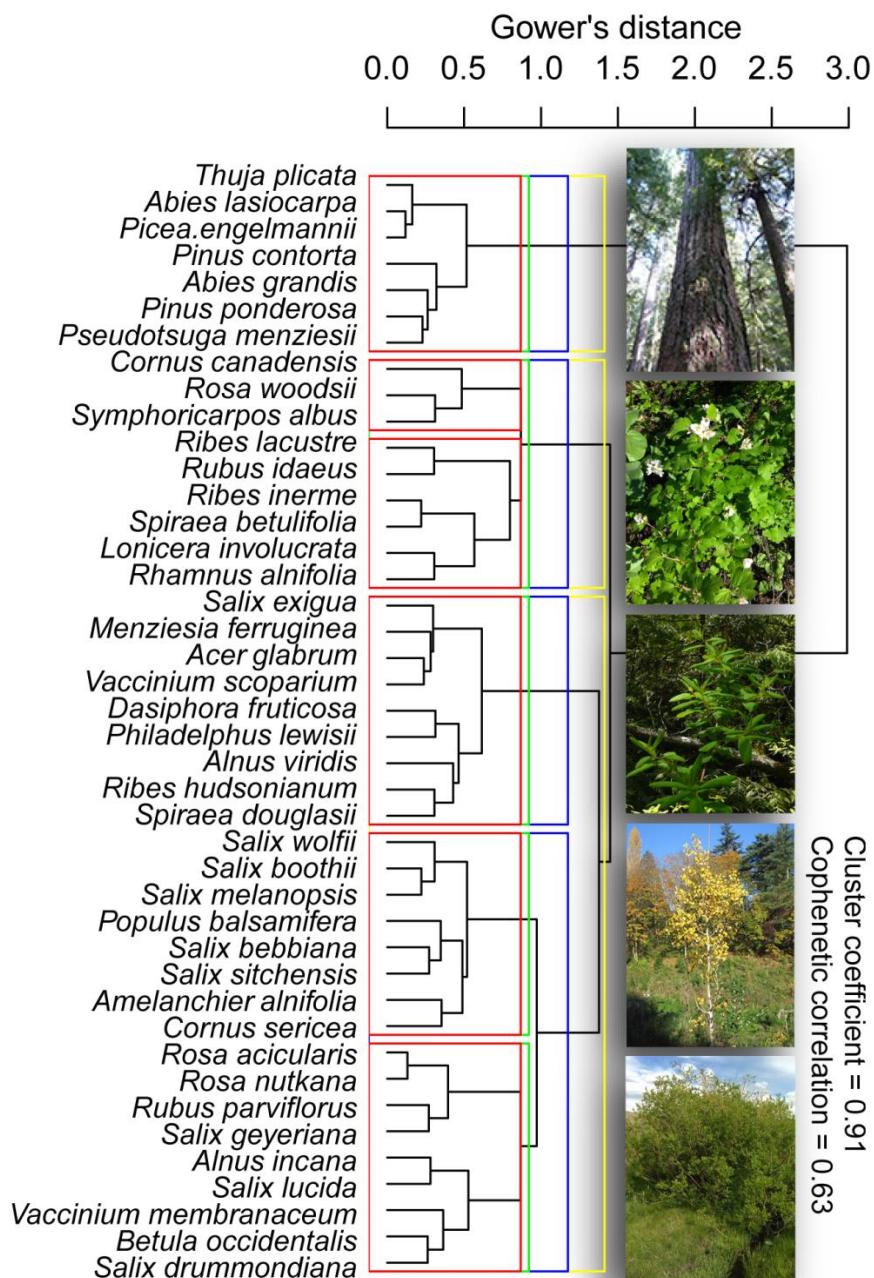 Gower's distance
0.0 0.5 1.0 1.5 2.0 2.5 3.0
Thuja plicata
Abies lasiocarpa
Picea.engelmannii
Pinus contorta
Abies grandis
Pinus ponderosa
Pseudotsuga menziesii
Cornus canadensis
Rosa woodsii
Symphoricarpos albus
Ribes lacustre
Rubus idaeus
Ribes inerme
Spiraea betulifolia
Lonicera involucrata
Rhamnus alnifolia
Salix exigua
Menziesia ferruginea
Acer glabrum
Vaccinium scoparium
Dasiphora fruticosa
Philadelphus lewisii
Alnus viridis
Ribes hudsonianum
Spiraea douglasii
Salix wolfii
Salix boothii
Salix melanopsis
Populus balsamifera
Salix bebbiana
Salix sitchensis
Amelanchier alnifolia
Cornus sericea
Rosa acicularis
Rosa nutkana
Rubus parviflorus
Salix geyeriana
Alnus incana
Salix lucida
Vaccinium membranaceum
Betula occidentalis
Salix drummondiana
Cluster coefficient = 0.91
Cophenetic correlation = 0.63